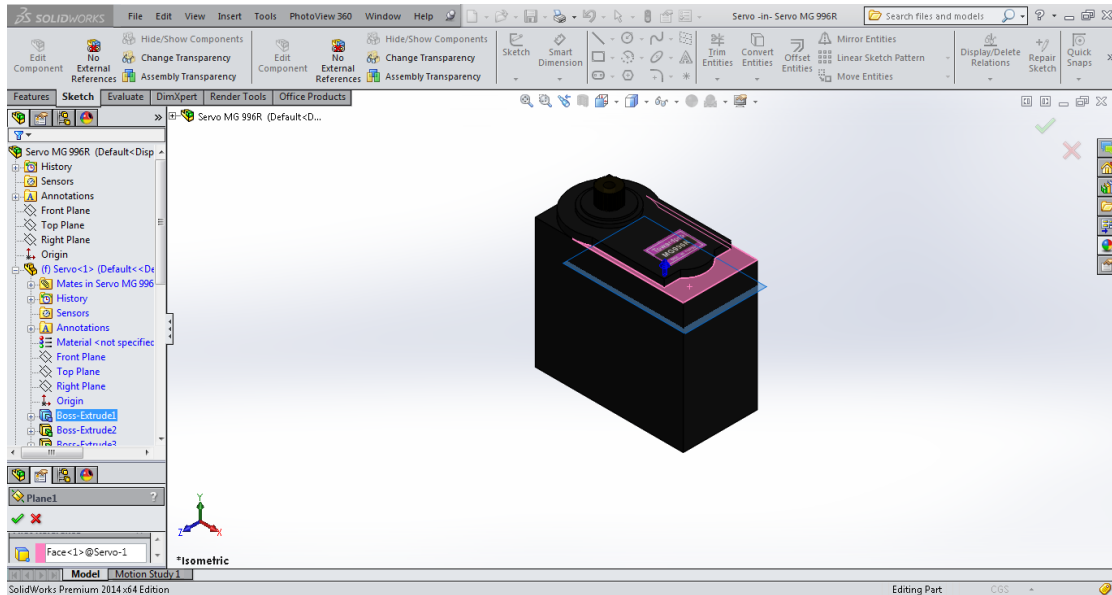 SOLIDWORKS File Edit View Insert Tools PhotoView 360 Window Help Servo -in- Servo MG 996R Search files and models ?
Edit Component
No External References
Hide/Show Components
Change Transparency
Assembly Transparency
Edit Component
No External References
Hide/Show Components
Change Transparency
Assembly Transparency
Sketch
Smart Dimension
Trim Entities
Convert Entities
Offset Entities
Mirror Entities
Linear Sketch Pattern
Move Entities
Display/Delete Relations
Repair Sketch
Quick Snaps
Features Sketch Evaluate DimXpert Render Tools Office Products
Servo MG 996R (Default<D...
Servo MG 996R (Default<Disp
History
Sensors
Annotations
Front Plane
Top Plane
Right Plane
Origin
(f) Servo<1> (Default<<De
Mates in Servo MG 996
History
Sensors
Annotations
Material <not specified
Front Plane
Top Plane
Right Plane
Origin
Boss-Extrude1
Boss-Extrude2
Boss-Extrude3
MG996R
Plane1 ?
Face<1>@Servo-1
Y
Z
X
*Isometric
Model Motion Study 1
SolidWorks Premium 2014 x64 Edition Editing Part CGS